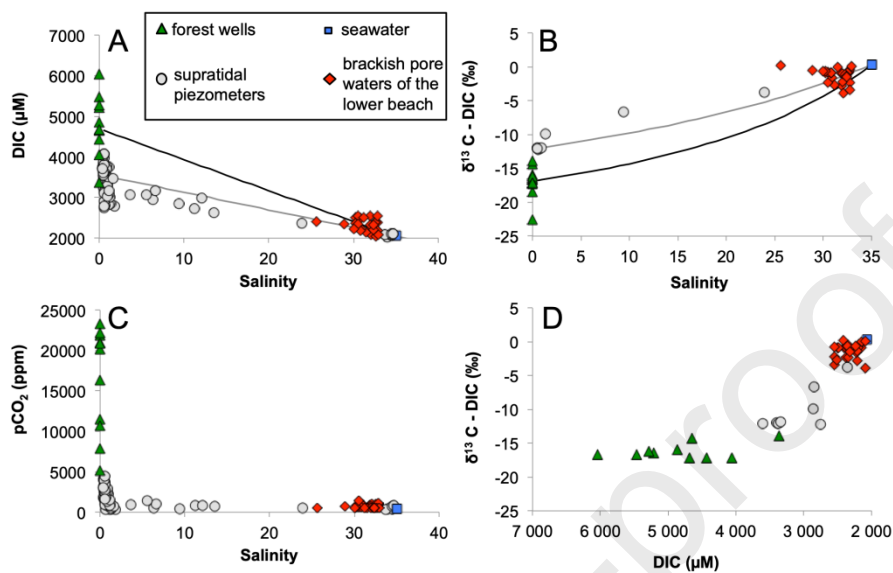 A
forest wells
seawater
supratidal
piezometers
brackish pore
waters of the
lower beach
DIC (µM)
7000
6000
5000
4000
3000
2000
0
10
20
30
40
Salinity
B
δ¹³ C - DIC (‰)
5
0
-5
-10
-15
-20
-25
0
5
10
15
20
25
30
35
Salinity
C
pCO₂ (ppm)
25000
20000
15000
10000
5000
0
0
10
20
30
40
Salinity
D
δ¹³ C - DIC (‰)
5
0
-5
-10
-15
-20
-25
7 000
6 000
5 000
4 000
3 000
2 000
DIC (µM)
proof